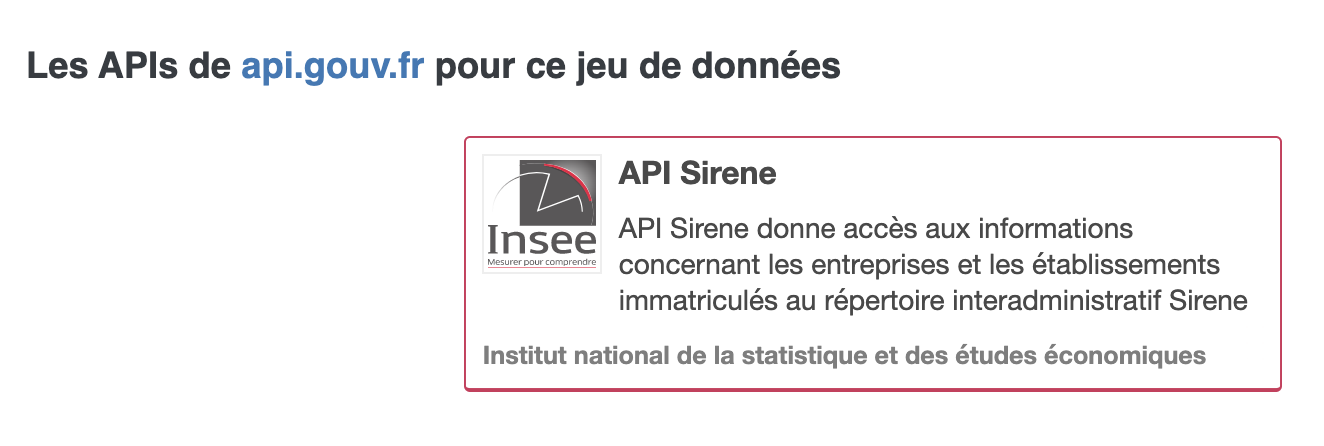 Les APIs de api.gouv.fr pour ce jeu de données
API Sirene
API Sirene donne accès aux informations
concernant les entreprises et les établissements
immatriculés au répertoire interadministratif Sirene
Insee
Mesurer pour comprendre
Institut national de la statistique et des études économiques